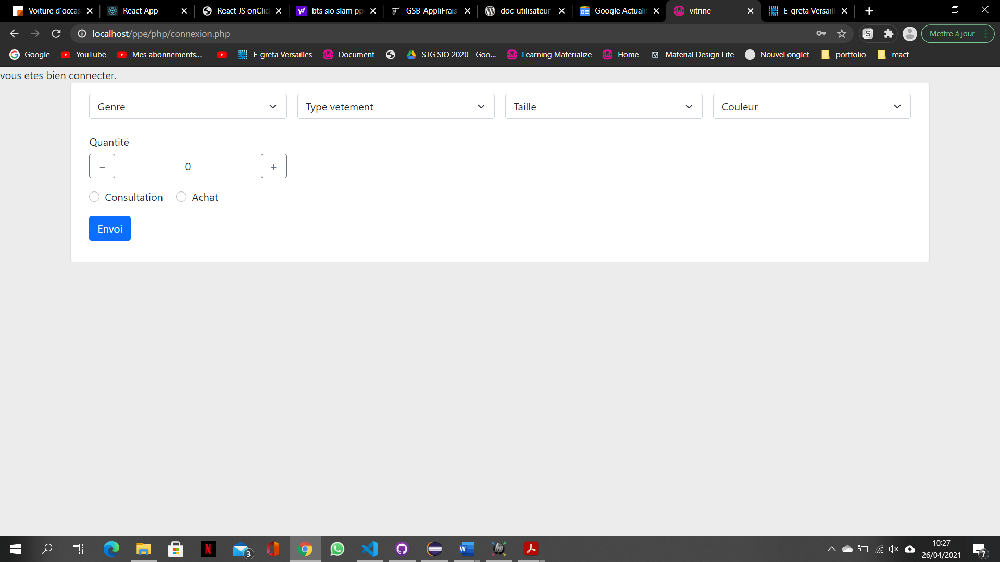 Voiture d'occas
React App
React JS onClic
bts sio slam pp
GSB-AppliFrais
doc-utilisateur-
Google Actualit
vitrine
E-greta Versaill
localhost/ppe/php/connexion.php
Mettre à jour
Google
YouTube
Mes abonnements...
E-greta Versailles
Document
STG SIO 2020 - Goo...
Learning Materialize
Home
Material Design Lite
Nouvel onglet
portfolio
react
vous etes bien connecter.
Genre
Type vetement
Taille
Couleur
Quantité
− 0 +
Consultation
Achat
Envoi
3
10:27
26/04/2021
7